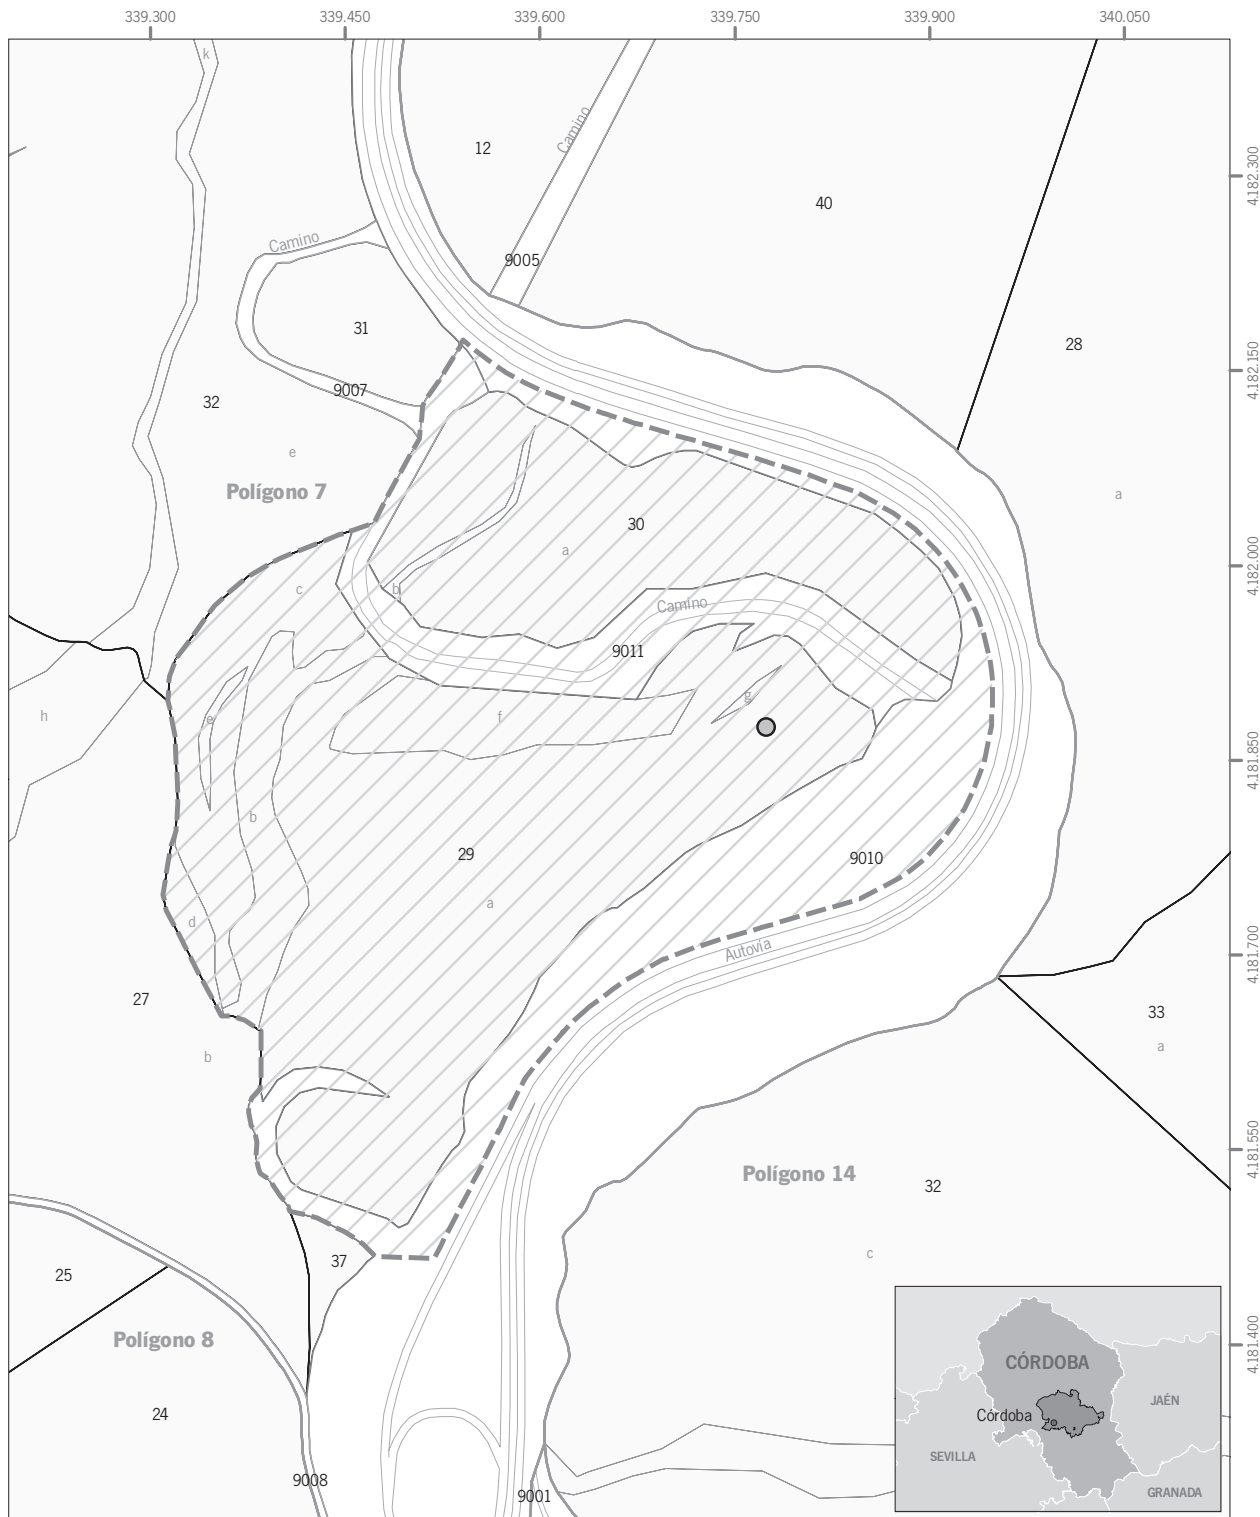 339.300 339.450 339.600 339.750 339.900 340.050
k
Camino
12
4.182.300
40
Camino
9005
31
28
4.182.150
9007
32
e
Polígono 7
a
30
a
4.182.000
c
b
Camino
9011
g
h
e
f
4.181.850
b
29
9010
a
d
Autovía
4.181.700
27
33
b
a
4.181.550
Polígono 14
32
c
37
25
Polígono 8
4.181.400
CÓRDOBA
JAÉN
Córdoba
24
SEVILLA
9008
9001
GRANADA